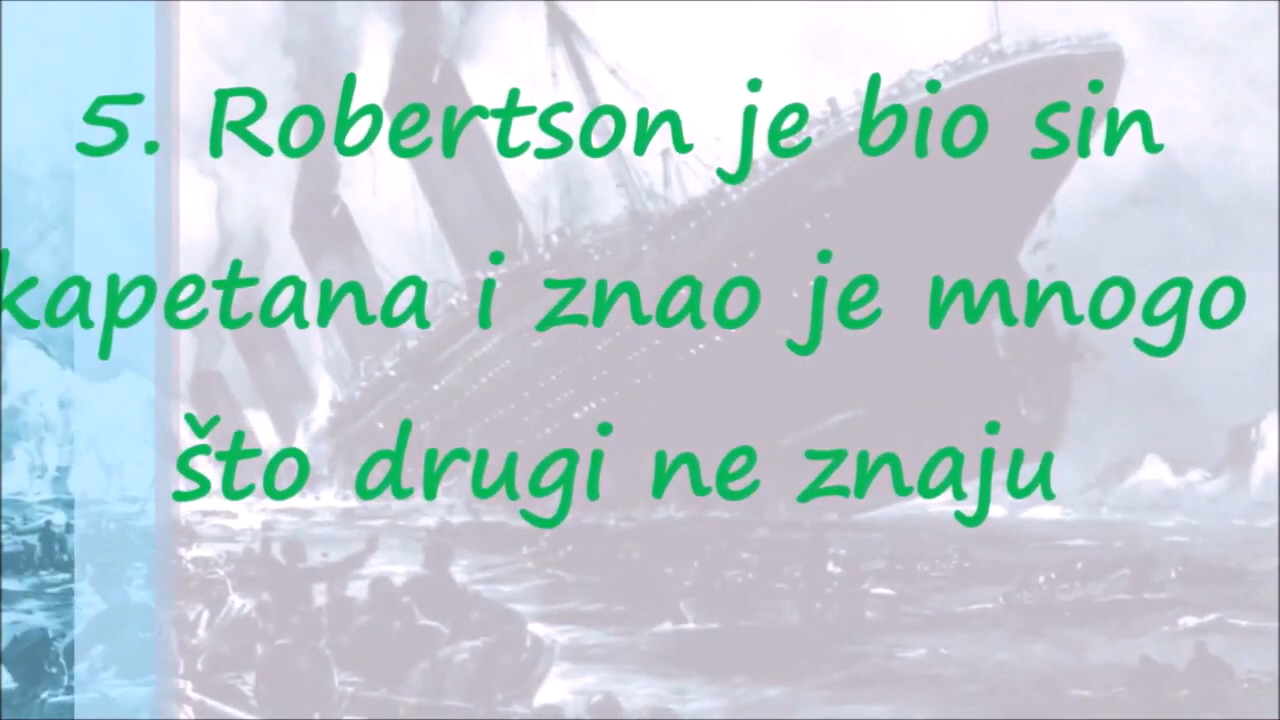 5. Robertson je bio sin
kapetana i znao je mnogo
što drugi ne znaju